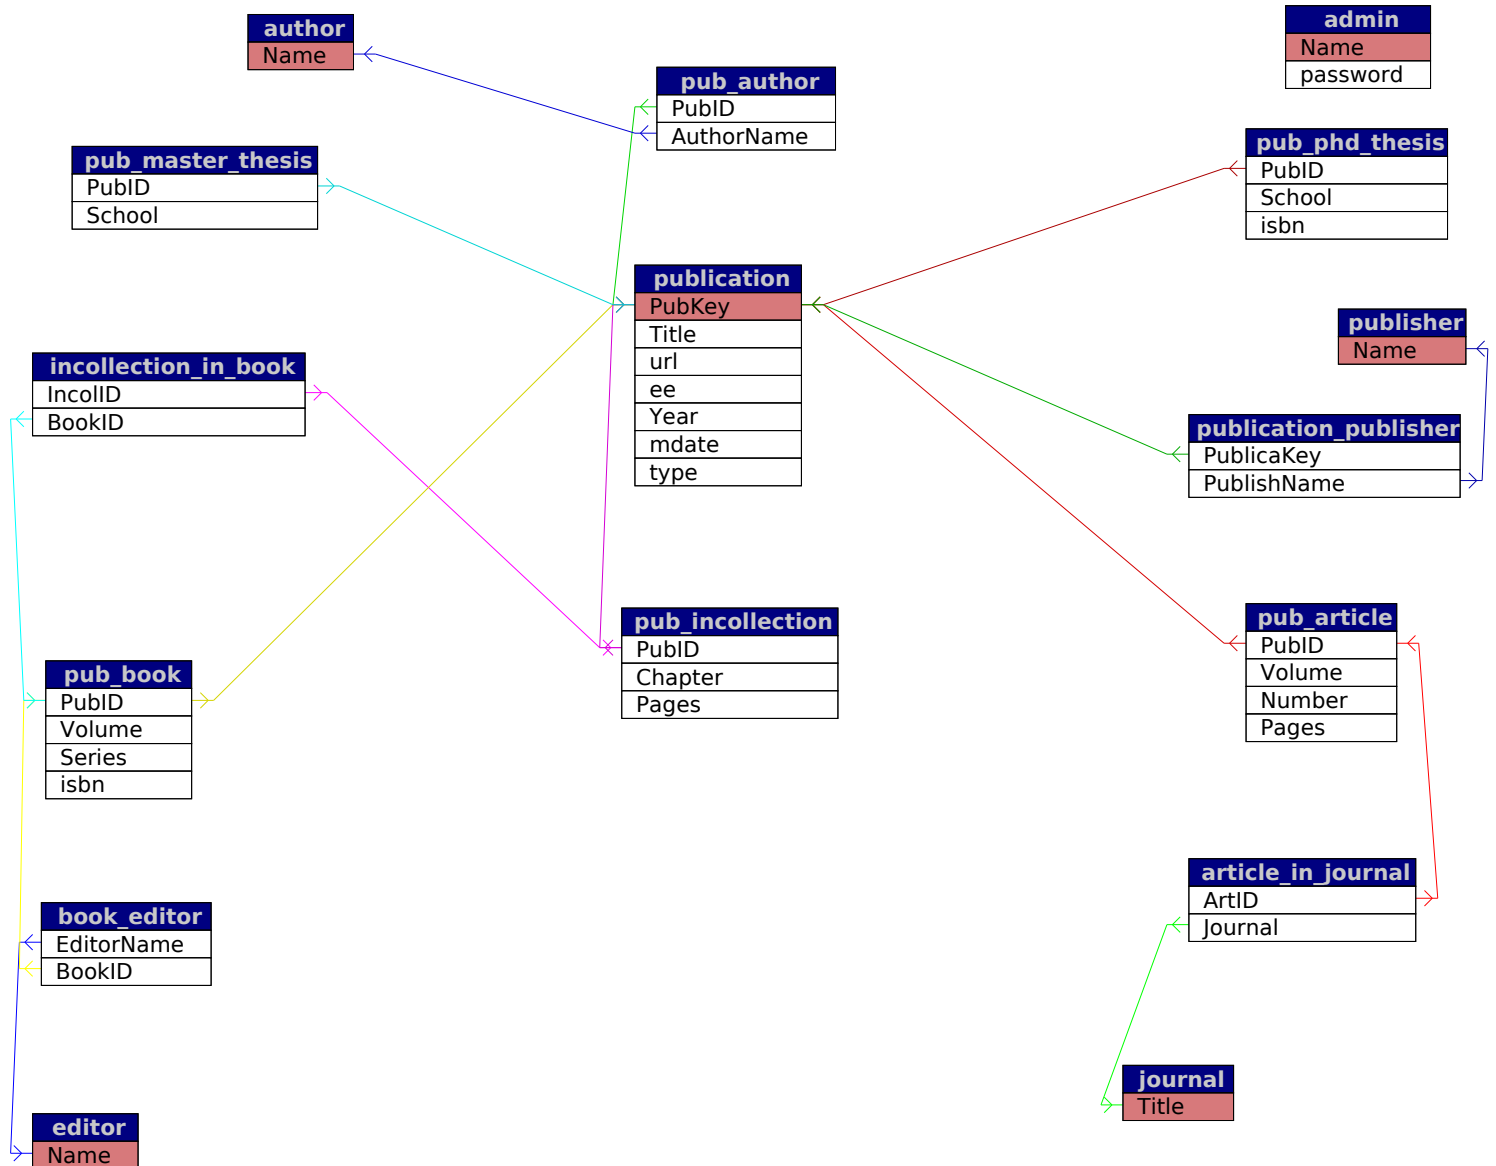 author
Name
admin
Name
password
pub_author
PubID
AuthorName
pub_master_thesis
PubID
School
pub_phd_thesis
PubID
School
isbn
publication
PubKey
Title
url
ee
Year
mdate
type
publisher
Name
incollection_in_book
IncolID
BookID
publication_publisher
PublicaKey
PublishName
pub_incollection
PubID
Chapter
Pages
pub_article
PubID
Volume
Number
Pages
pub_book
PubID
Volume
Series
isbn
article_in_journal
ArtID
Journal
book_editor
EditorName
BookID
journal
Title
editor
Name